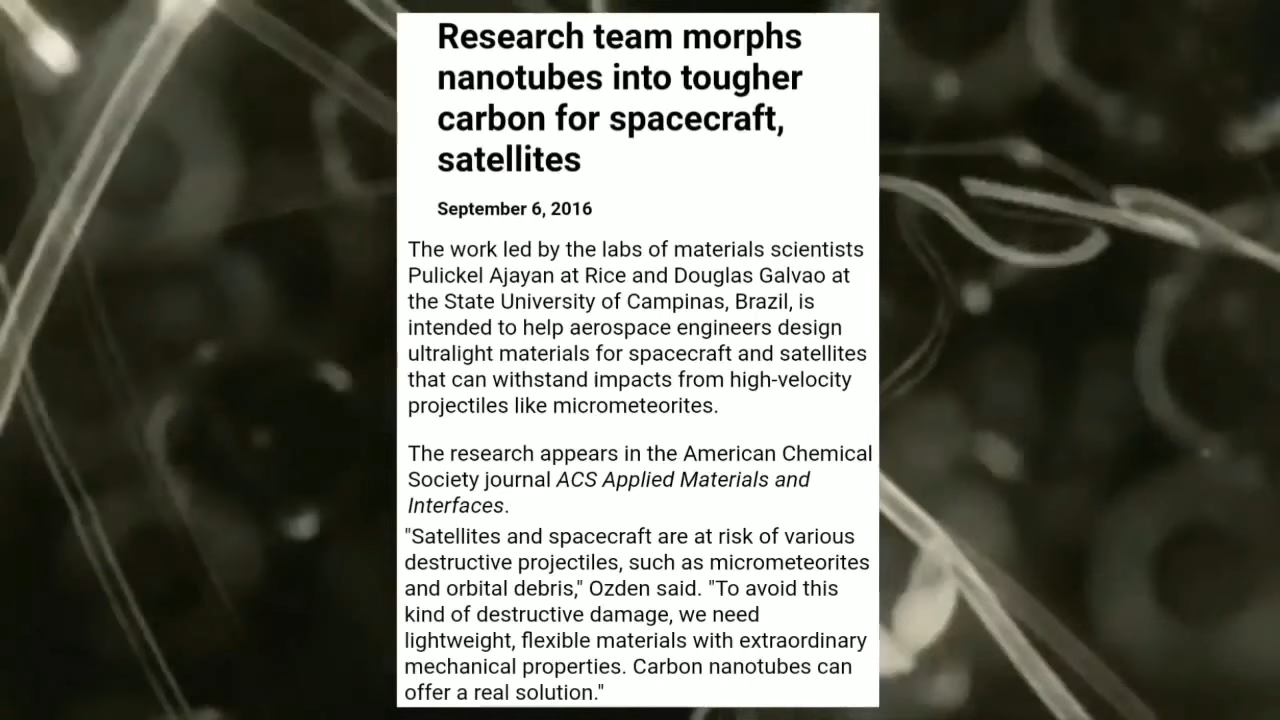 Research team morphs
nanotubes into tougher
carbon for spacecraft,
satellites
September 6, 2016
The work led by the labs of materials scientists
Pulickel Ajayan at Rice and Douglas Galvao at
the State University of Campinas, Brazil, is
intended to help aerospace engineers design
ultralight materials for spacecraft and satellites
that can withstand impacts from high-velocity
projectiles like micrometeorites.
The research appears in the American Chemical
Society journal ACS Applied Materials and
Interfaces.
"Satellites and spacecraft are at risk of various
destructive projectiles, such as micrometeorites
and orbital debris," Ozden said. "To avoid this
kind of destructive damage, we need
lightweight, flexible materials with extraordinary
mechanical properties. Carbon nanotubes can
offer a real solution."